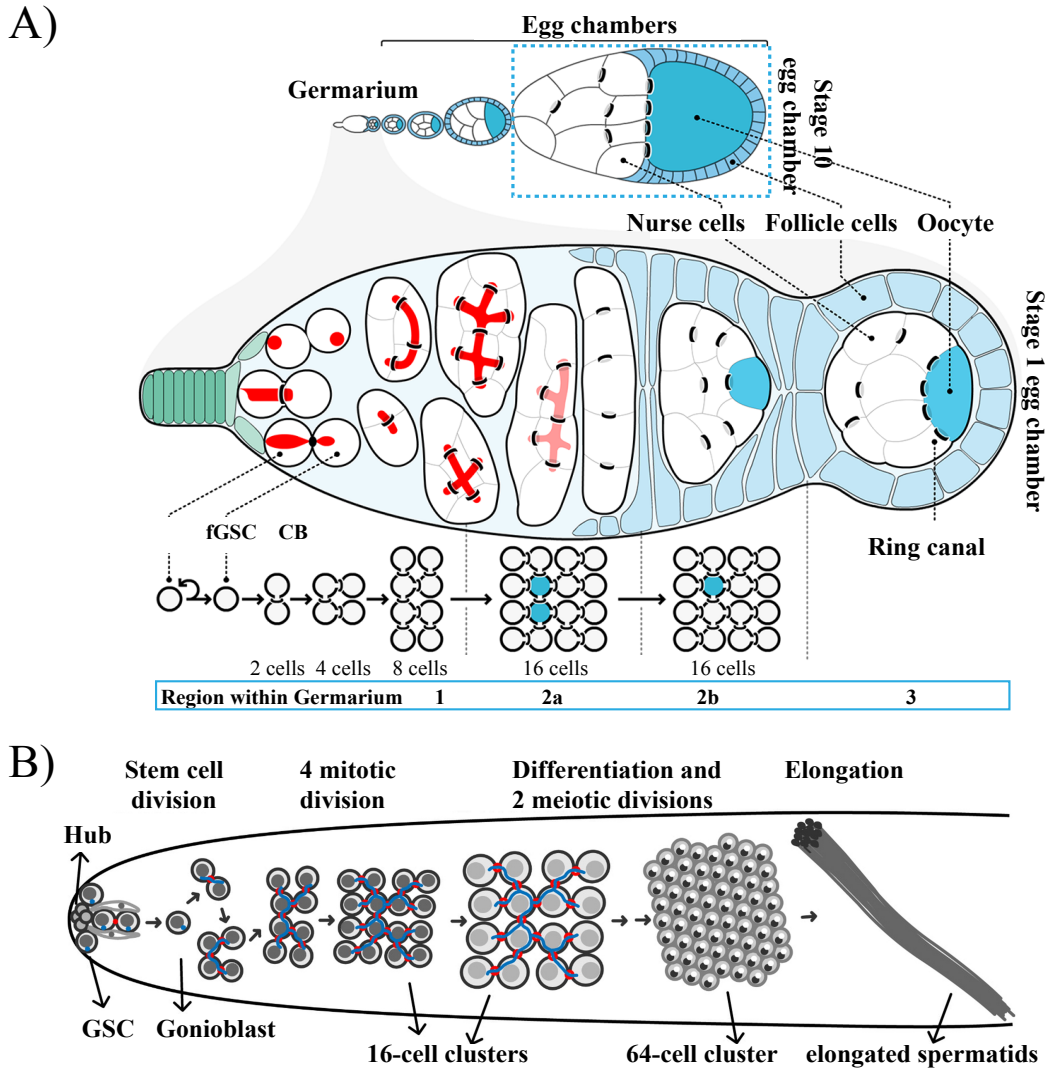 A)
Egg chambers
Germarium
Stage 10
egg chamber
Nurse cells
Follicle cells
Oocyte
Stage 1 egg chamber
Ring canal
fGSC
CB
2 cells
4 cells
8 cells
16 cells
16 cells
Region within Germarium
1
2a
2b
3
B)
Stem cell
division
4 mitotic
division
Differentiation and
2 meiotic divisions
Elongation
Hub
GSC
Gonioblast
16-cell clusters
64-cell cluster
elongated spermatids